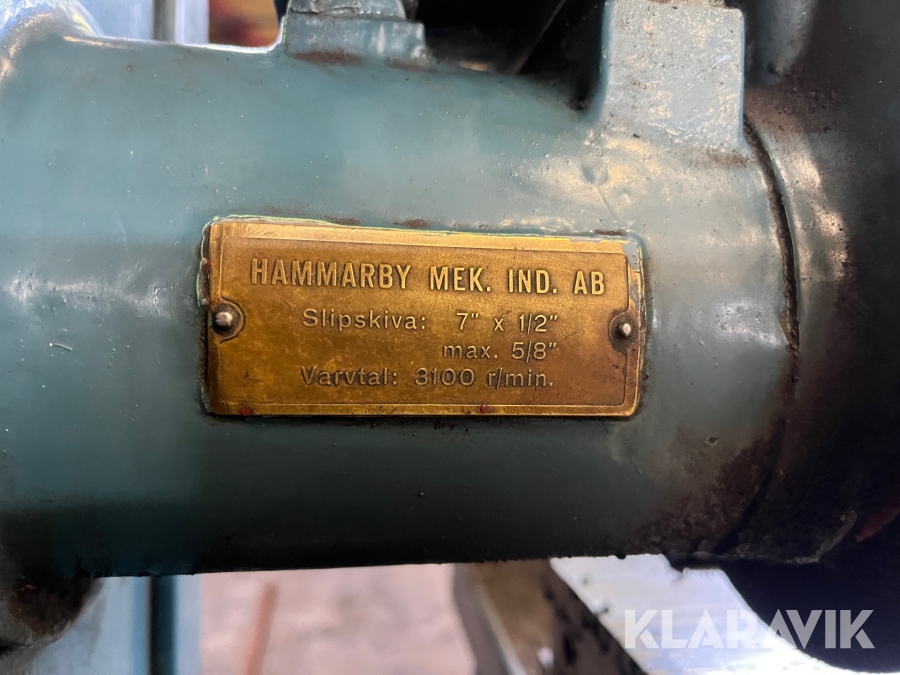 HAMMARBY MEK. IND. AB
Slipskiva: 7" x 1/2"
max. 5/8"
Varvtal: 3100 r/min.
KLARAVIK